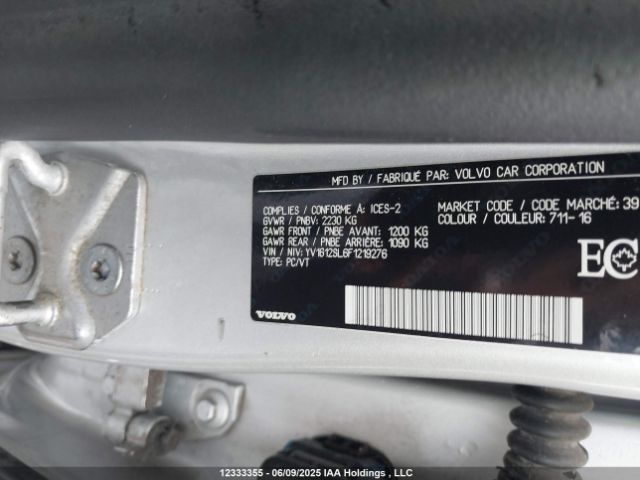 MFD BY / FABRIQUÉ PAR: VOLVO CAR CORPORATION
COMPLIES / CONFORME À: ICES-2
GVWR / PNBV: 2230 KG
GAWR FRONT / PNBE AVANT: 1200 KG
GAWR REAR / PNBE ARRIÈRE: 1090 KG
VIN / NIV: YV1612SL6F1219276
TYPE: PC/VT
MARKET CODE / CODE MARCHÉ: 39
COLOUR / COULEUR: 711-16
VOLVO
12333355 - 06/09/2025 IAA Holdings , LLC